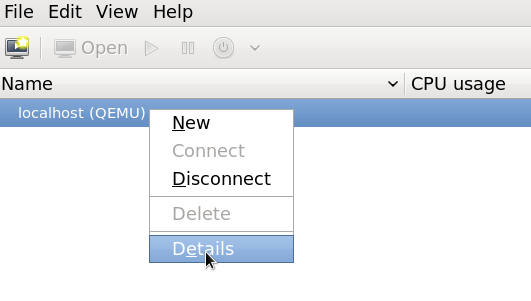 File Edit View Help
Open
Name CPU usage
localhost (QEMU)
New
Connect
Disconnect
Delete
Details